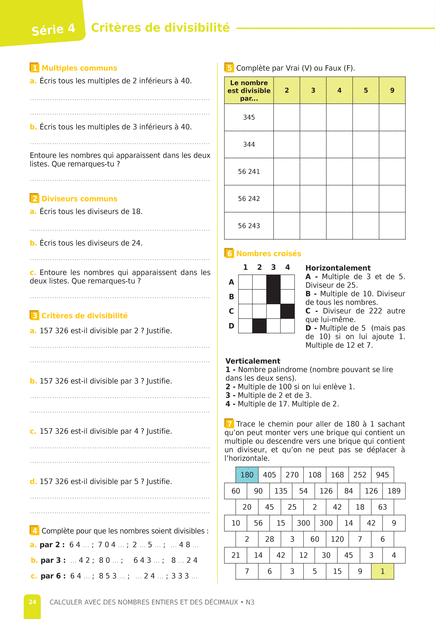 Série 4
Critères de divisibilité
1 Multiples communs
a. Écris tous les multiples de 2 inférieurs à 40.
b. Écris tous les multiples de 3 inférieurs à 40.
Entoure les nombres qui apparaissent dans les deux
listes. Que remarques-tu ?
2 Diviseurs communs
a. Écris tous les diviseurs de 18.
b. Écris tous les diviseurs de 24.
c. Entoure les nombres qui apparaissent dans les
deux listes. Que remarques-tu ?
3 Critères de divisibilité
a. 157 326 est-il divisible par 2 ? Justifie.
b. 157 326 est-il divisible par 3 ? Justifie.
c. 157 326 est-il divisible par 4 ? Justifie.
d. 157 326 est-il divisible par 5 ? Justifie.
4 Complète pour que les nombres soient divisibles :
a. par 2 : 6 4 ... ; 7 0 4 ... ; 2 ... 5 ... ; ... 4 8 ...
b. par 3 : ... 4 2 ; 8 0 ... ; 6 4 3 ... ; 8 ... 2 4
c. par 6 : 6 4 ... ; 8 5 3 ... ; ... 2 4 ... ; 3 3 3 ...
5 Complète par Vrai (V) ou Faux (F).
Le nombre
est divisible
par... 2 3 4 5 9
345
344
56 241
56 242
56 243
6 Nombres croisés
1 2 3 4
A
B
C
D
Horizontalement
A - Multiple de 3 et de 5.
Diviseur de 25.
B - Multiple de 10. Diviseur
de tous les nombres.
C - Diviseur de 222 autre
que lui-même.
D - Multiple de 5 (mais pas
de 10) si on lui ajoute 1.
Multiple de 12 et 7.
Verticalement
1 - Nombre palindrome (nombre pouvant se lire
dans les deux sens).
2 - Multiple de 100 si on lui enlève 1.
3 - Multiple de 2 et de 3.
4 - Multiple de 17. Multiple de 2.
7 Trace le chemin pour aller de 180 à 1 sachant
qu'on peut monter vers une brique qui contient un
multiple ou descendre vers une brique qui contient
un diviseur, et qu'on ne peut pas se déplacer à
l'horizontale.
180 405 270 108 168 252 945
60 90 135 54 126 84 126 189
20 45 25 2 42 18 63
10 56 15 300 300 14 42 9
2 28 3 60 120 7 6
21 14 42 12 30 45 3 4
7 6 3 5 15 9 1
24 CALCULER AVEC DES NOMBRES ENTIERS ET DES DÉCIMAUX • N3